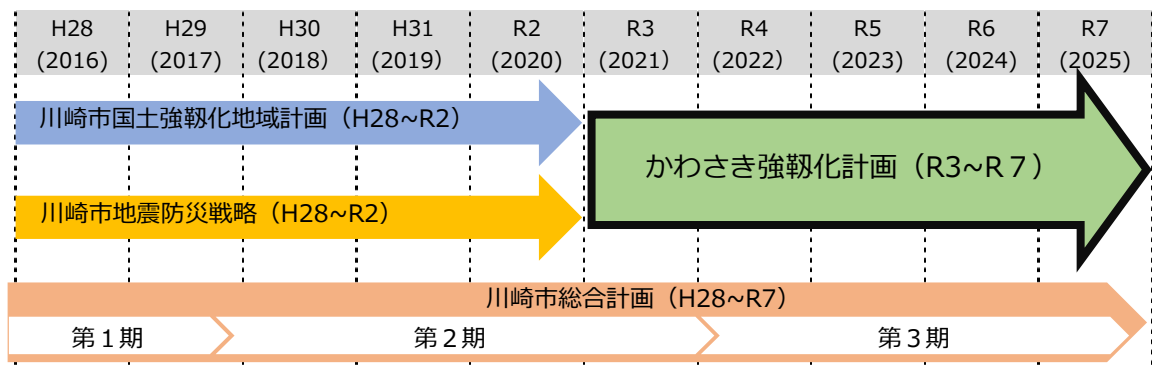 H28 H29 H30 H31 R2 R3 R4 R5 R6 R7
(2016) (2017) (2018) (2019) (2020) (2021) (2022) (2023) (2024) (2025)
川崎市国土強靱化地域計画（H28~R2）
かわさき強靱化計画（R3~R７）
川崎市地震防災戦略（H28~R2）
川崎市総合計画（H28~R7）
第１期 第２期 第３期